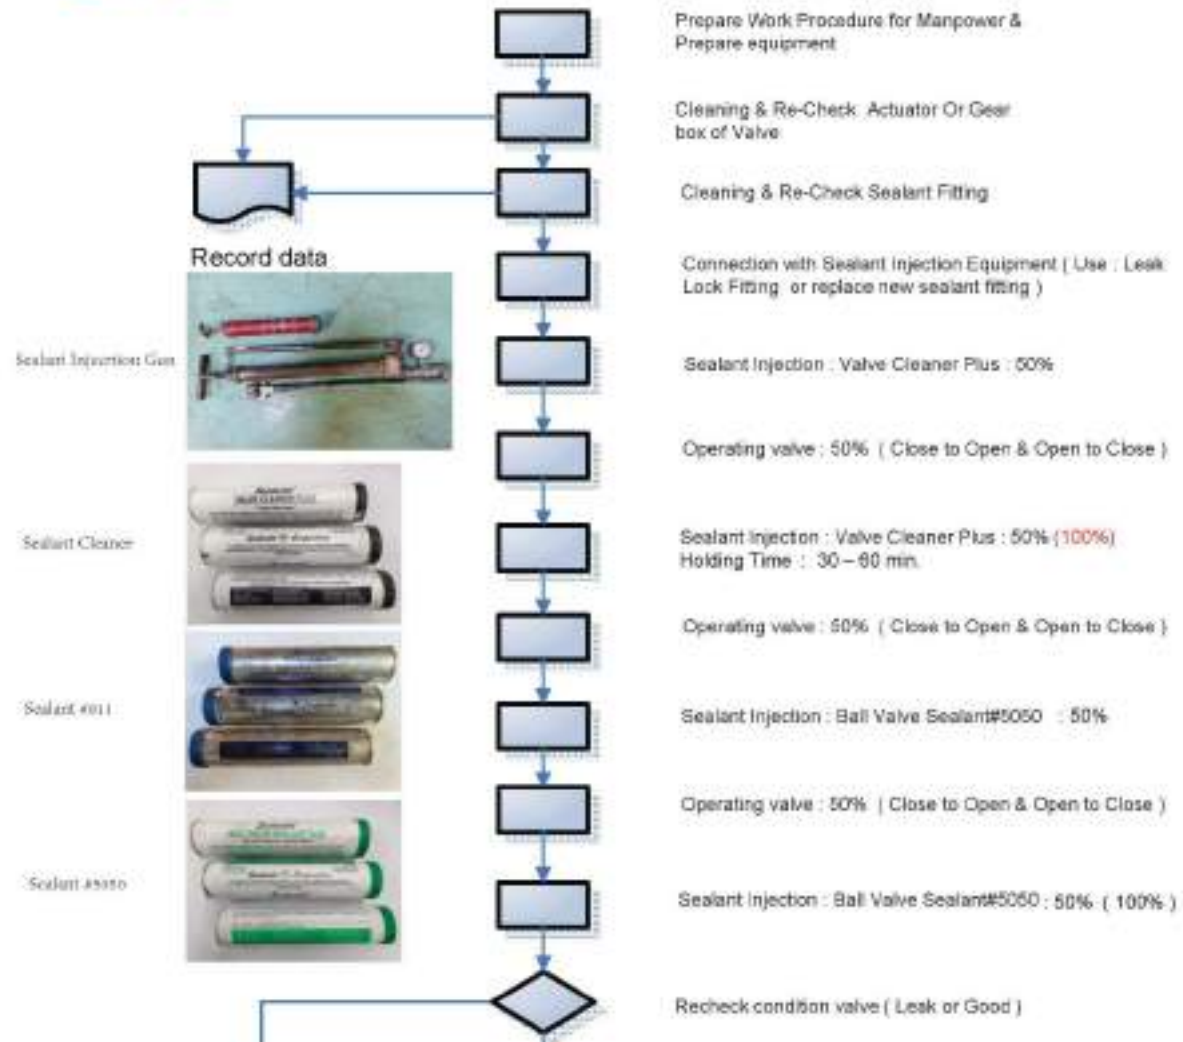 Prepare Work Procedure for Manpower &
Prepare equipment
Cleaning & Re-Check Actuator Or Gear
box of Valve
Cleaning & Re-Check Sealant Fitting
Record data
Connection with Sealant Injection Equipment ( Use : Leak
Lock Fitting or replace new sealant fitting )
Sealant Injection Gun
Sealant Injection : Valve Cleaner Plus : 50%
Operating valve : 50% ( Close to Open & Open to Close )
Sealant Cleaner
Sealant Injection : Valve Cleaner Plus : 50% (100%)
Holding Time : 30 – 60 min.
Operating valve : 50% ( Close to Open & Open to Close )
Sealant #911
Sealant Injection : Ball Valve Sealant#5050 : 50%
Operating valve : 50% ( Close to Open & Open to Close )
Sealant #5050
Sealant Injection : Ball Valve Sealant#5050 : 50% ( 100% )
Recheck condition valve ( Leak or Good )